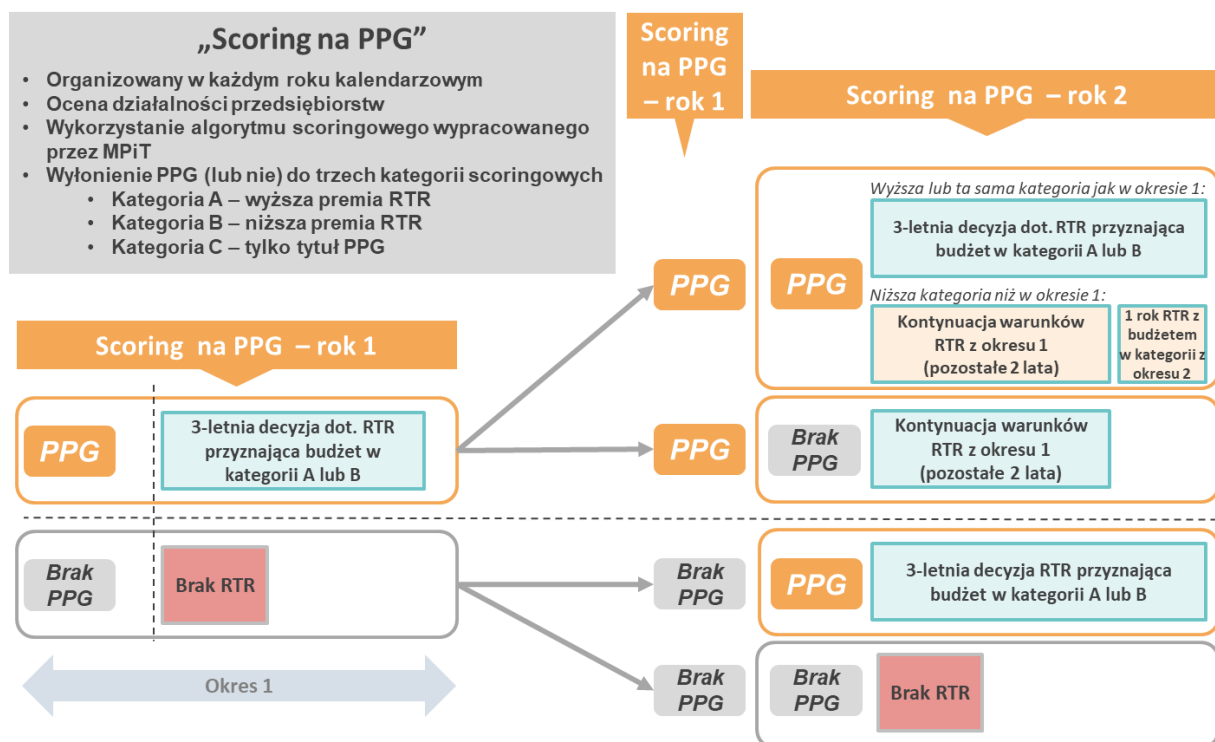 „Scoring na PPG”
• Organizowany w każdym roku kalendarzowym
• Ocena działalności przedsiębiorstw
• Wykorzystanie algorytmu scoringowego wypracowanego
przez MPiT
• Wyłonienie PPG (lub nie) do trzech kategorii scoringowych
• Kategoria A – wyższa premia RTR
• Kategoria B – niższa premia RTR
• Kategoria C – tylko tytuł PPG
Scoring
na PPG
– rok 1
Scoring na PPG – rok 2
Wyższa lub ta sama kategoria jak w okresie 1:
3-letnia decyzja dot. RTR przyznająca
budżet w kategorii A lub B
PPG
PPG
Niższa kategoria niż w okresie 1:
Kontynuacja warunków
RTR z okresu 1
(pozostałe 2 lata)
1 rok RTR z
budżetem
w kategorii z
okresu 2
Scoring na PPG – rok 1
PPG
3-letnia decyzja dot. RTR
przyznająca budżet w
kategorii A lub B
PPG
Brak
PPG
Kontynuacja warunków
RTR z okresu 1
(pozostałe 2 lata)
Brak
PPG
Brak RTR
Brak
PPG
PPG
3-letnia decyzja RTR przyznająca
budżet w kategorii A lub B
Okres 1
Brak
PPG
Brak
PPG
Brak RTR